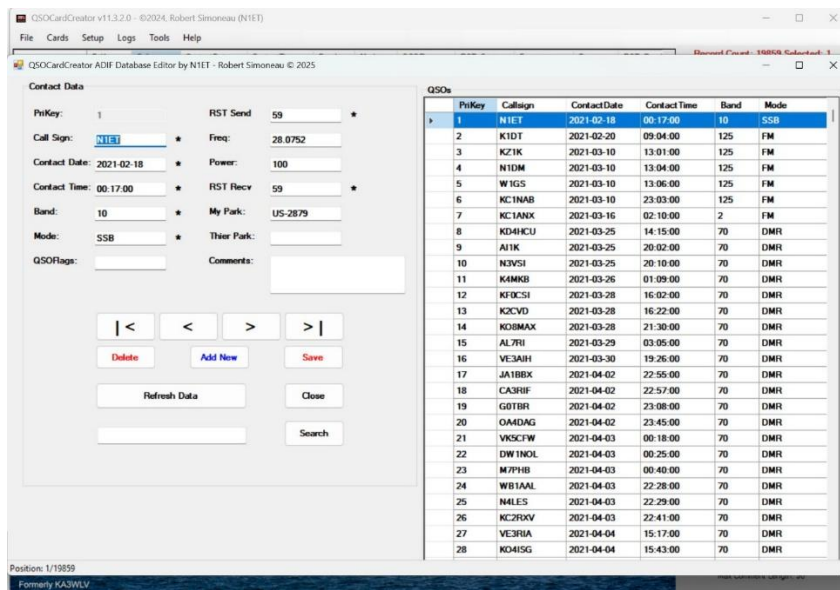 QSOCardCreator v11.3.2.0 - ©2024, Robert Simoneau (N1ET)
File Cards Setup Logs Tools Help
Record Count: 19859 Selected: 1
QSOCardCreator ADIF Database Editor by N1ET - Robert Simoneau © 2025
Contact Data
PriKey: 1 RST Send 59 *
Call Sign: N1ET * Freq: 28.0752
Contact Date: 2021-02-18 * Power: 100
Contact Time: 00:17:00 * RST Recv 59 *
Band: 10 * My Park: US-2879
Mode: SSB * Thier Park:
QSOFlags: Comments:
|< < > >|
Delete Add New Save
Refresh Data Close
Search
QSOs
PriKey Callsign ContactDate ContactTime Band Mode
1 N1ET 2021-02-18 00:17:00 10 SSB
2 K1DT 2021-02-20 09:04:00 125 FM
3 KZ1K 2021-03-10 13:01:00 125 FM
4 N1DM 2021-03-10 13:04:00 125 FM
5 W1GS 2021-03-10 13:06:00 125 FM
6 KC1NAB 2021-03-10 23:03:00 125 FM
7 KC1ANX 2021-03-16 02:10:00 2 FM
8 KD4HCU 2021-03-25 14:15:00 70 DMR
9 AI1K 2021-03-25 20:02:00 70 DMR
10 N3VSI 2021-03-25 20:10:00 70 DMR
11 K4MKB 2021-03-26 01:09:00 70 DMR
12 KF0CSI 2021-03-28 16:02:00 70 DMR
13 K2CVD 2021-03-28 16:22:00 70 DMR
14 KO8MAX 2021-03-28 21:30:00 70 DMR
15 AL7RI 2021-03-29 03:05:00 70 DMR
16 VE3AIH 2021-03-30 19:26:00 70 DMR
17 JA1BBX 2021-04-02 22:55:00 70 DMR
18 CA3RIF 2021-04-02 22:57:00 70 DMR
19 G0TBR 2021-04-02 23:08:00 70 DMR
20 OA4DAG 2021-04-02 23:45:00 70 DMR
21 VK5CFW 2021-04-03 00:18:00 70 DMR
22 DW1NOL 2021-04-03 00:25:00 70 DMR
23 M7PHB 2021-04-03 00:40:00 70 DMR
24 WB1AAL 2021-04-03 22:28:00 70 DMR
25 N4LES 2021-04-03 22:29:00 70 DMR
26 KC2RXV 2021-04-03 22:41:00 70 DMR
27 VE3RIA 2021-04-04 15:17:00 70 DMR
28 KO4ISG 2021-04-04 15:43:00 70 DMR
Position: 1/19859
Formerly KA3WLV